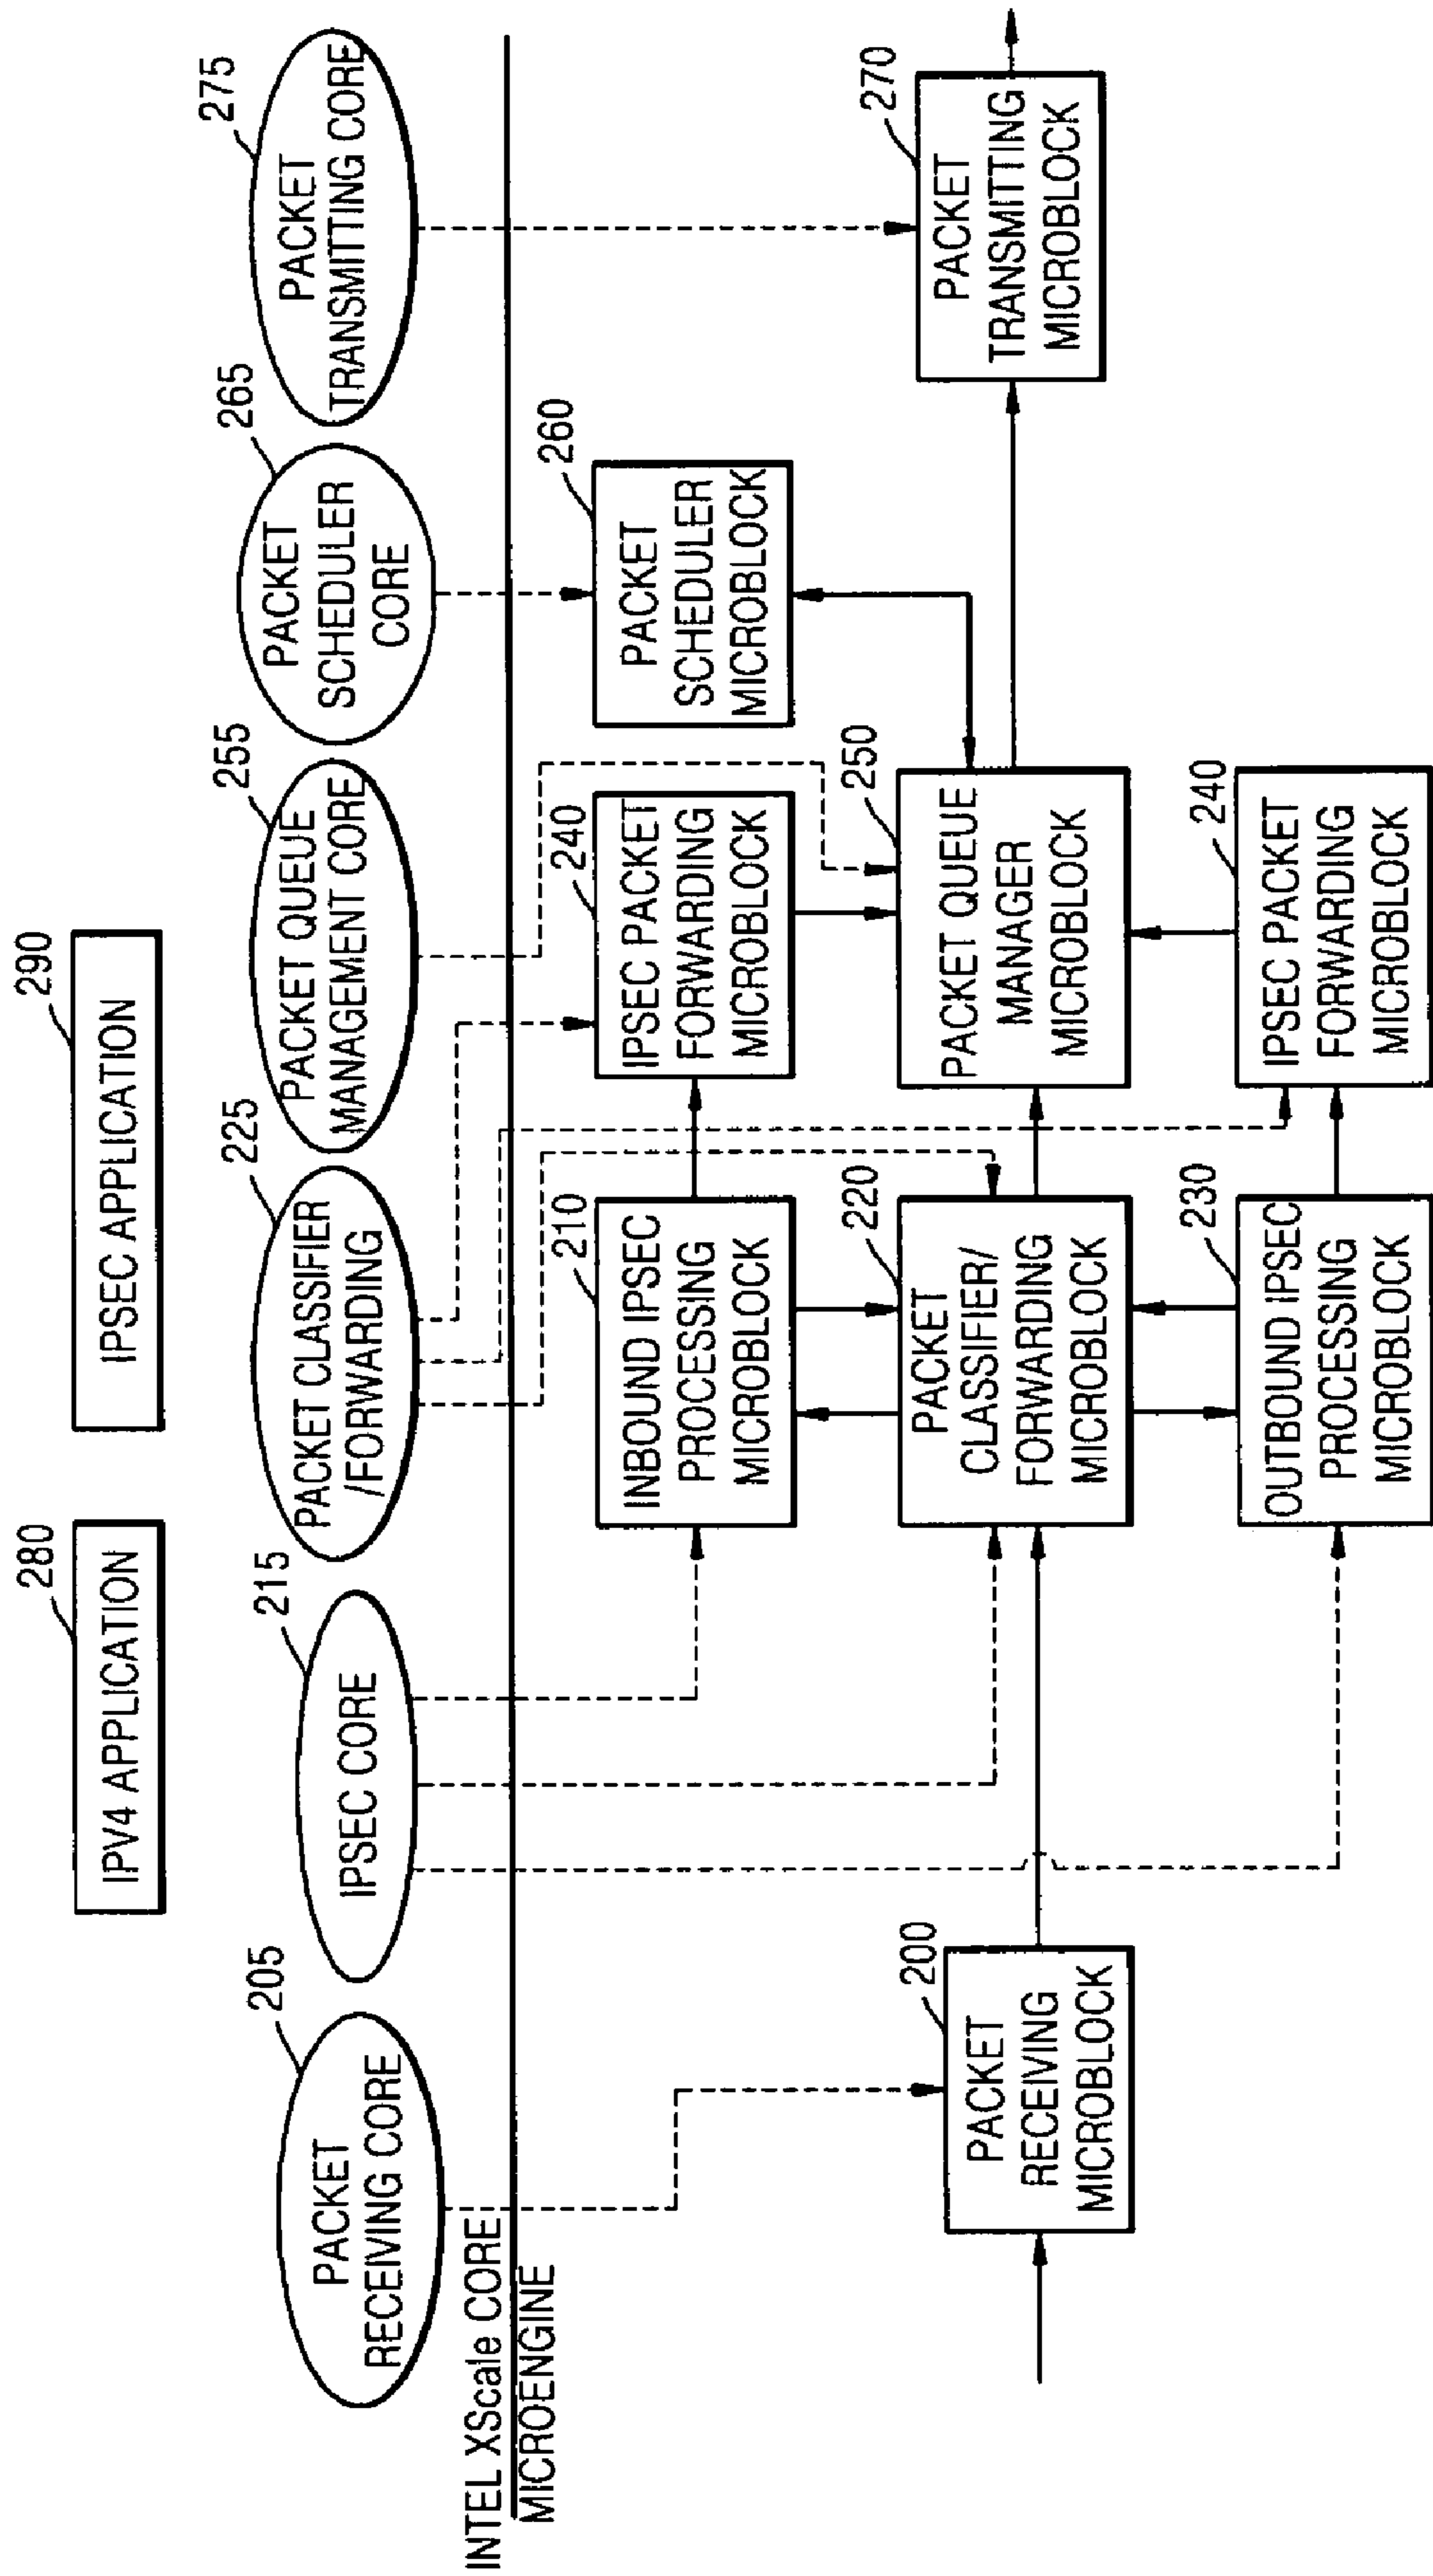 280
IPV4 APPLICATION
290
IPSEC APPLICATION
205
PACKET
RECEIVING CORE
215
IPSEC CORE
225
PACKET CLASSIFIER
/FORWARDING
255
PACKET QUEUE
MANAGEMENT CORE
265
PACKET
SCHEDULER
CORE
275
PACKET
TRANSMITTING CORE
INTEL XScale CORE
MICROENGINE
210
INBOUND IPSEC
PROCESSING
MICROBLOCK
240
IPSEC PACKET
FORWARDING
MICROBLOCK
260
PACKET
SCHEDULER
MICROBLOCK
200
PACKET
RECEIVING
MICROBLOCK
220
PACKET
CLASSIFIER/
FORWARDING
MICROBLOCK
250
PACKET QUEUE
MANAGER
MICROBLOCK
270
PACKET
TRANSMITTING
MICROBLOCK
230
OUTBOUND IPSEC
PROCESSING
MICROBLOCK
240
IPSEC PACKET
FORWARDING
MICROBLOCK